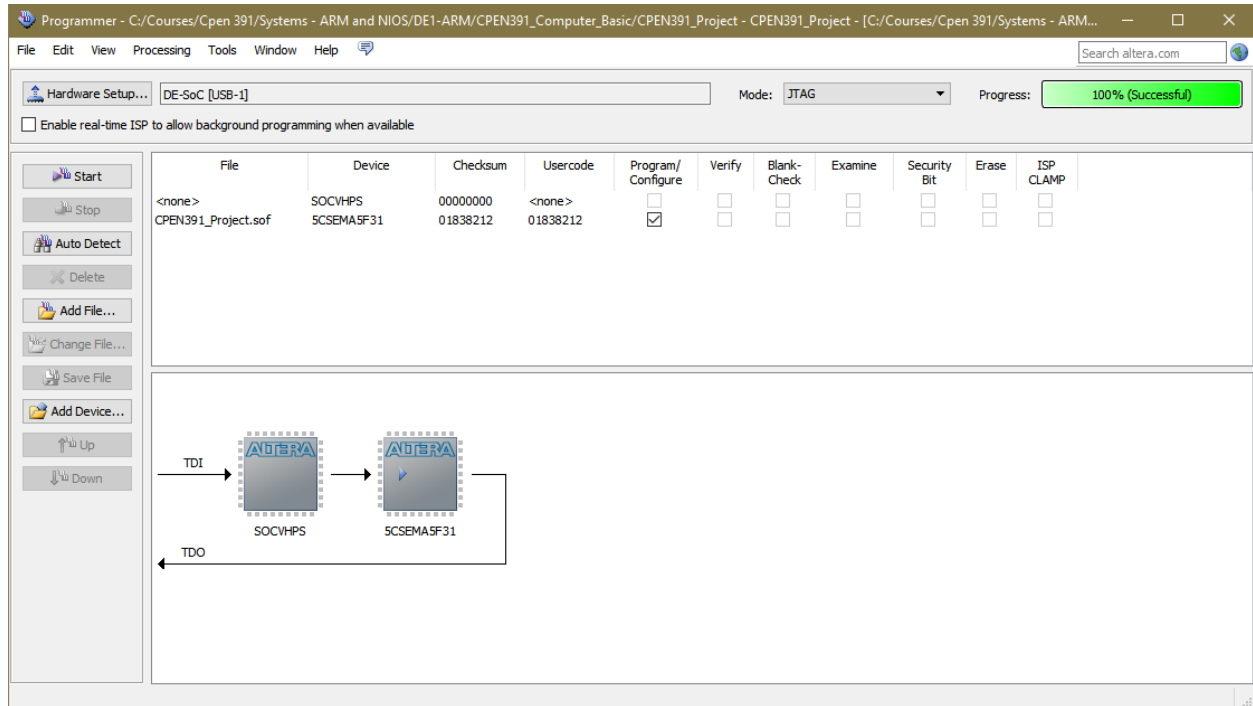 Programmer - C:/Courses/Cpen 391/Systems - ARM and NIOS/DE1-ARM/CPEN391_Computer_Basic/CPEN391_Project - CPEN391_Project - [C:/Courses/Cpen 391/Systems - ARM...
File Edit View Processing Tools Window Help
Search altera.com
Hardware Setup... DE-SoC [USB-1] Mode: JTAG Progress: 100% (Successful)
Enable real-time ISP to allow background programming when available
Start
Stop
Auto Detect
Delete
Add File...
Change File...
Save File
Add Device...
Up
Down
File Device Checksum Usercode Program/ Verify Blank- Examine Security Erase ISP
Configure Check Bit CLAMP
<none> SOCVHPS 00000000 <none>
CPEN391_Project.sof 5CSEMA5F31 01838212 01838212
ALTERA ALTERA
TDI
SOCVHPS 5CSEMA5F31
TDO